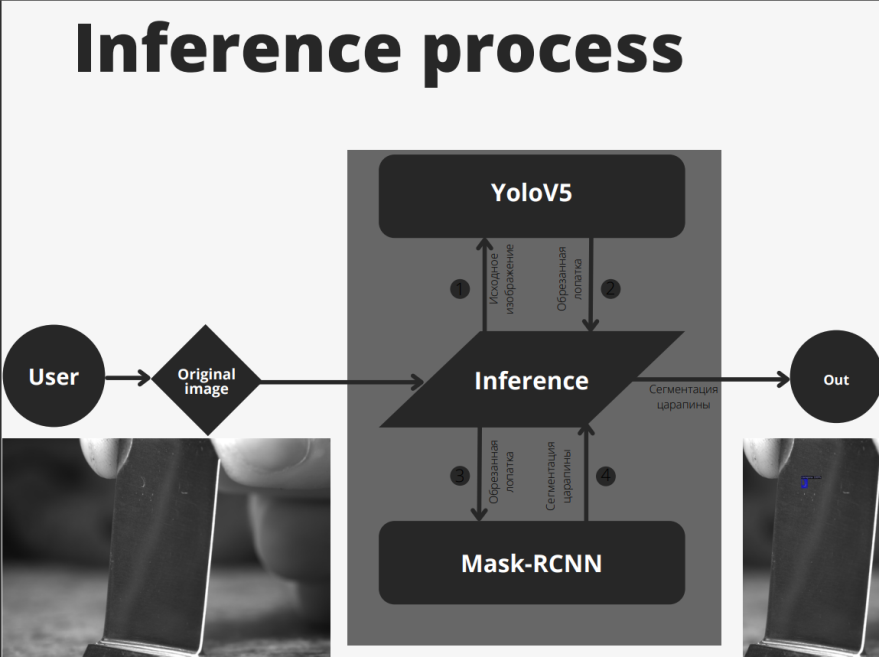 Inference process
YoloV5
1
Исходное
изображение
Обрезанная
лопатка
2
User
Original
image
Inference
Сегментация
царапины
Out
3
Обрезанная
лопатка
Сегментация
царапины
4
Mask-RCNN